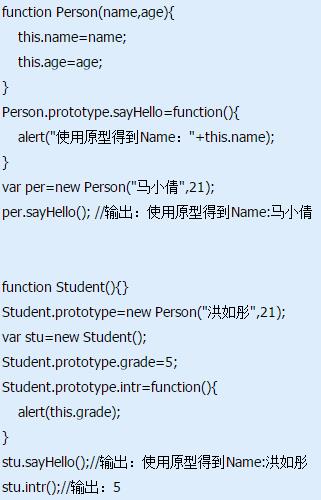 function Person(name,age){
this.name=name;
this.age=age;
}
Person.prototype.sayHello=function(){
alert("使用原型得到Name："+this.name);
}
var per=new Person("马小倩",21);
per.sayHello(); //输出：使用原型得到Name:马小倩
function Student(){}
Student.prototype=new Person("洪如彤",21);
var stu=new Student();
Student.prototype.grade=5;
Student.prototype.intr=function(){
alert(this.grade);
}
stu.sayHello();//输出：使用原型得到Name:洪如彤
stu.intr();//输出：5